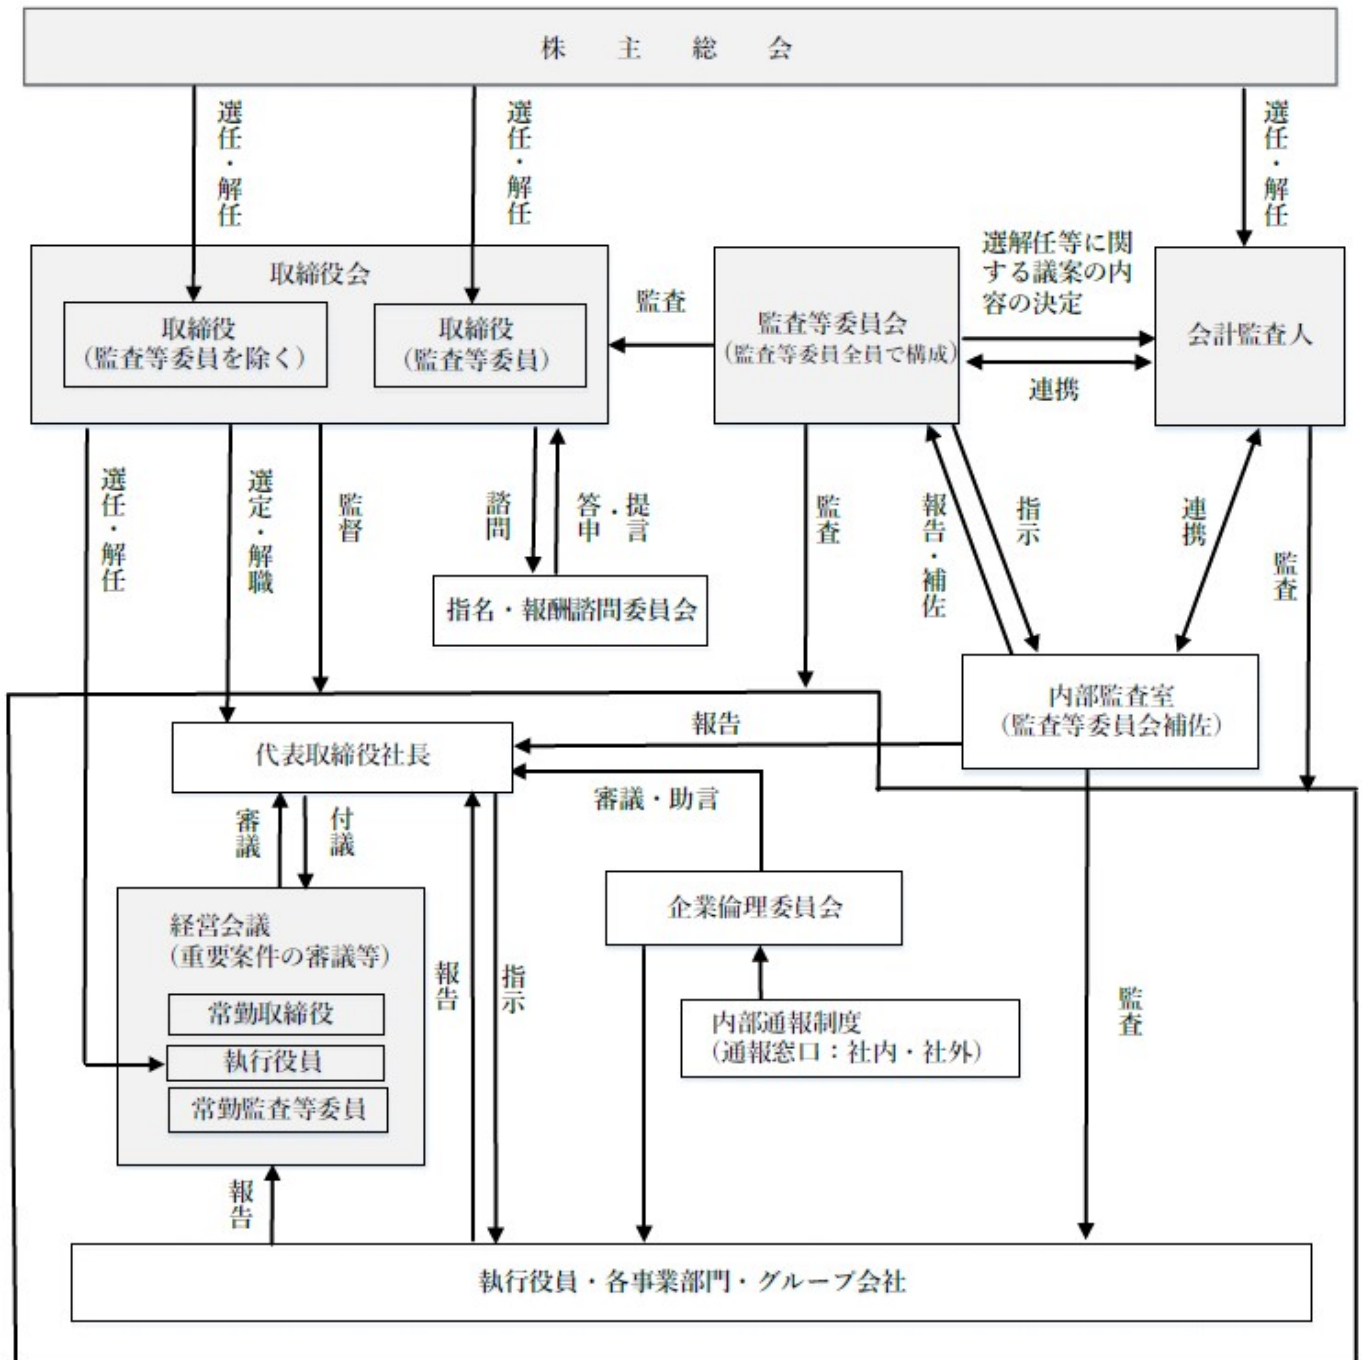 株主総会
選任・解任
選任・解任
選任・解任
取締役会
取締役
（監査等委員を除く）
取締役
（監査等委員）
監査
監査等委員会
（監査等委員全員で構成）
選解任等に関
する議案の内
容の決定
連携
会計監査人
選任・解任
選定・解職
監督
諮問
答申・提言
監査
報告・補佐
指示
連携
監査
指名・報酬諮問委員会
内部監査室
（監査等委員会補佐）
報告
代表取締役社長
審議・助言
審議
付議
企業倫理委員会
経営会議
（重要案件の審議等）
常勤取締役
執行役員
常勤監査等委員
報告
指示
内部通報制度
（通報窓口：社内・社外）
監査
報告
執行役員・各事業部門・グループ会社